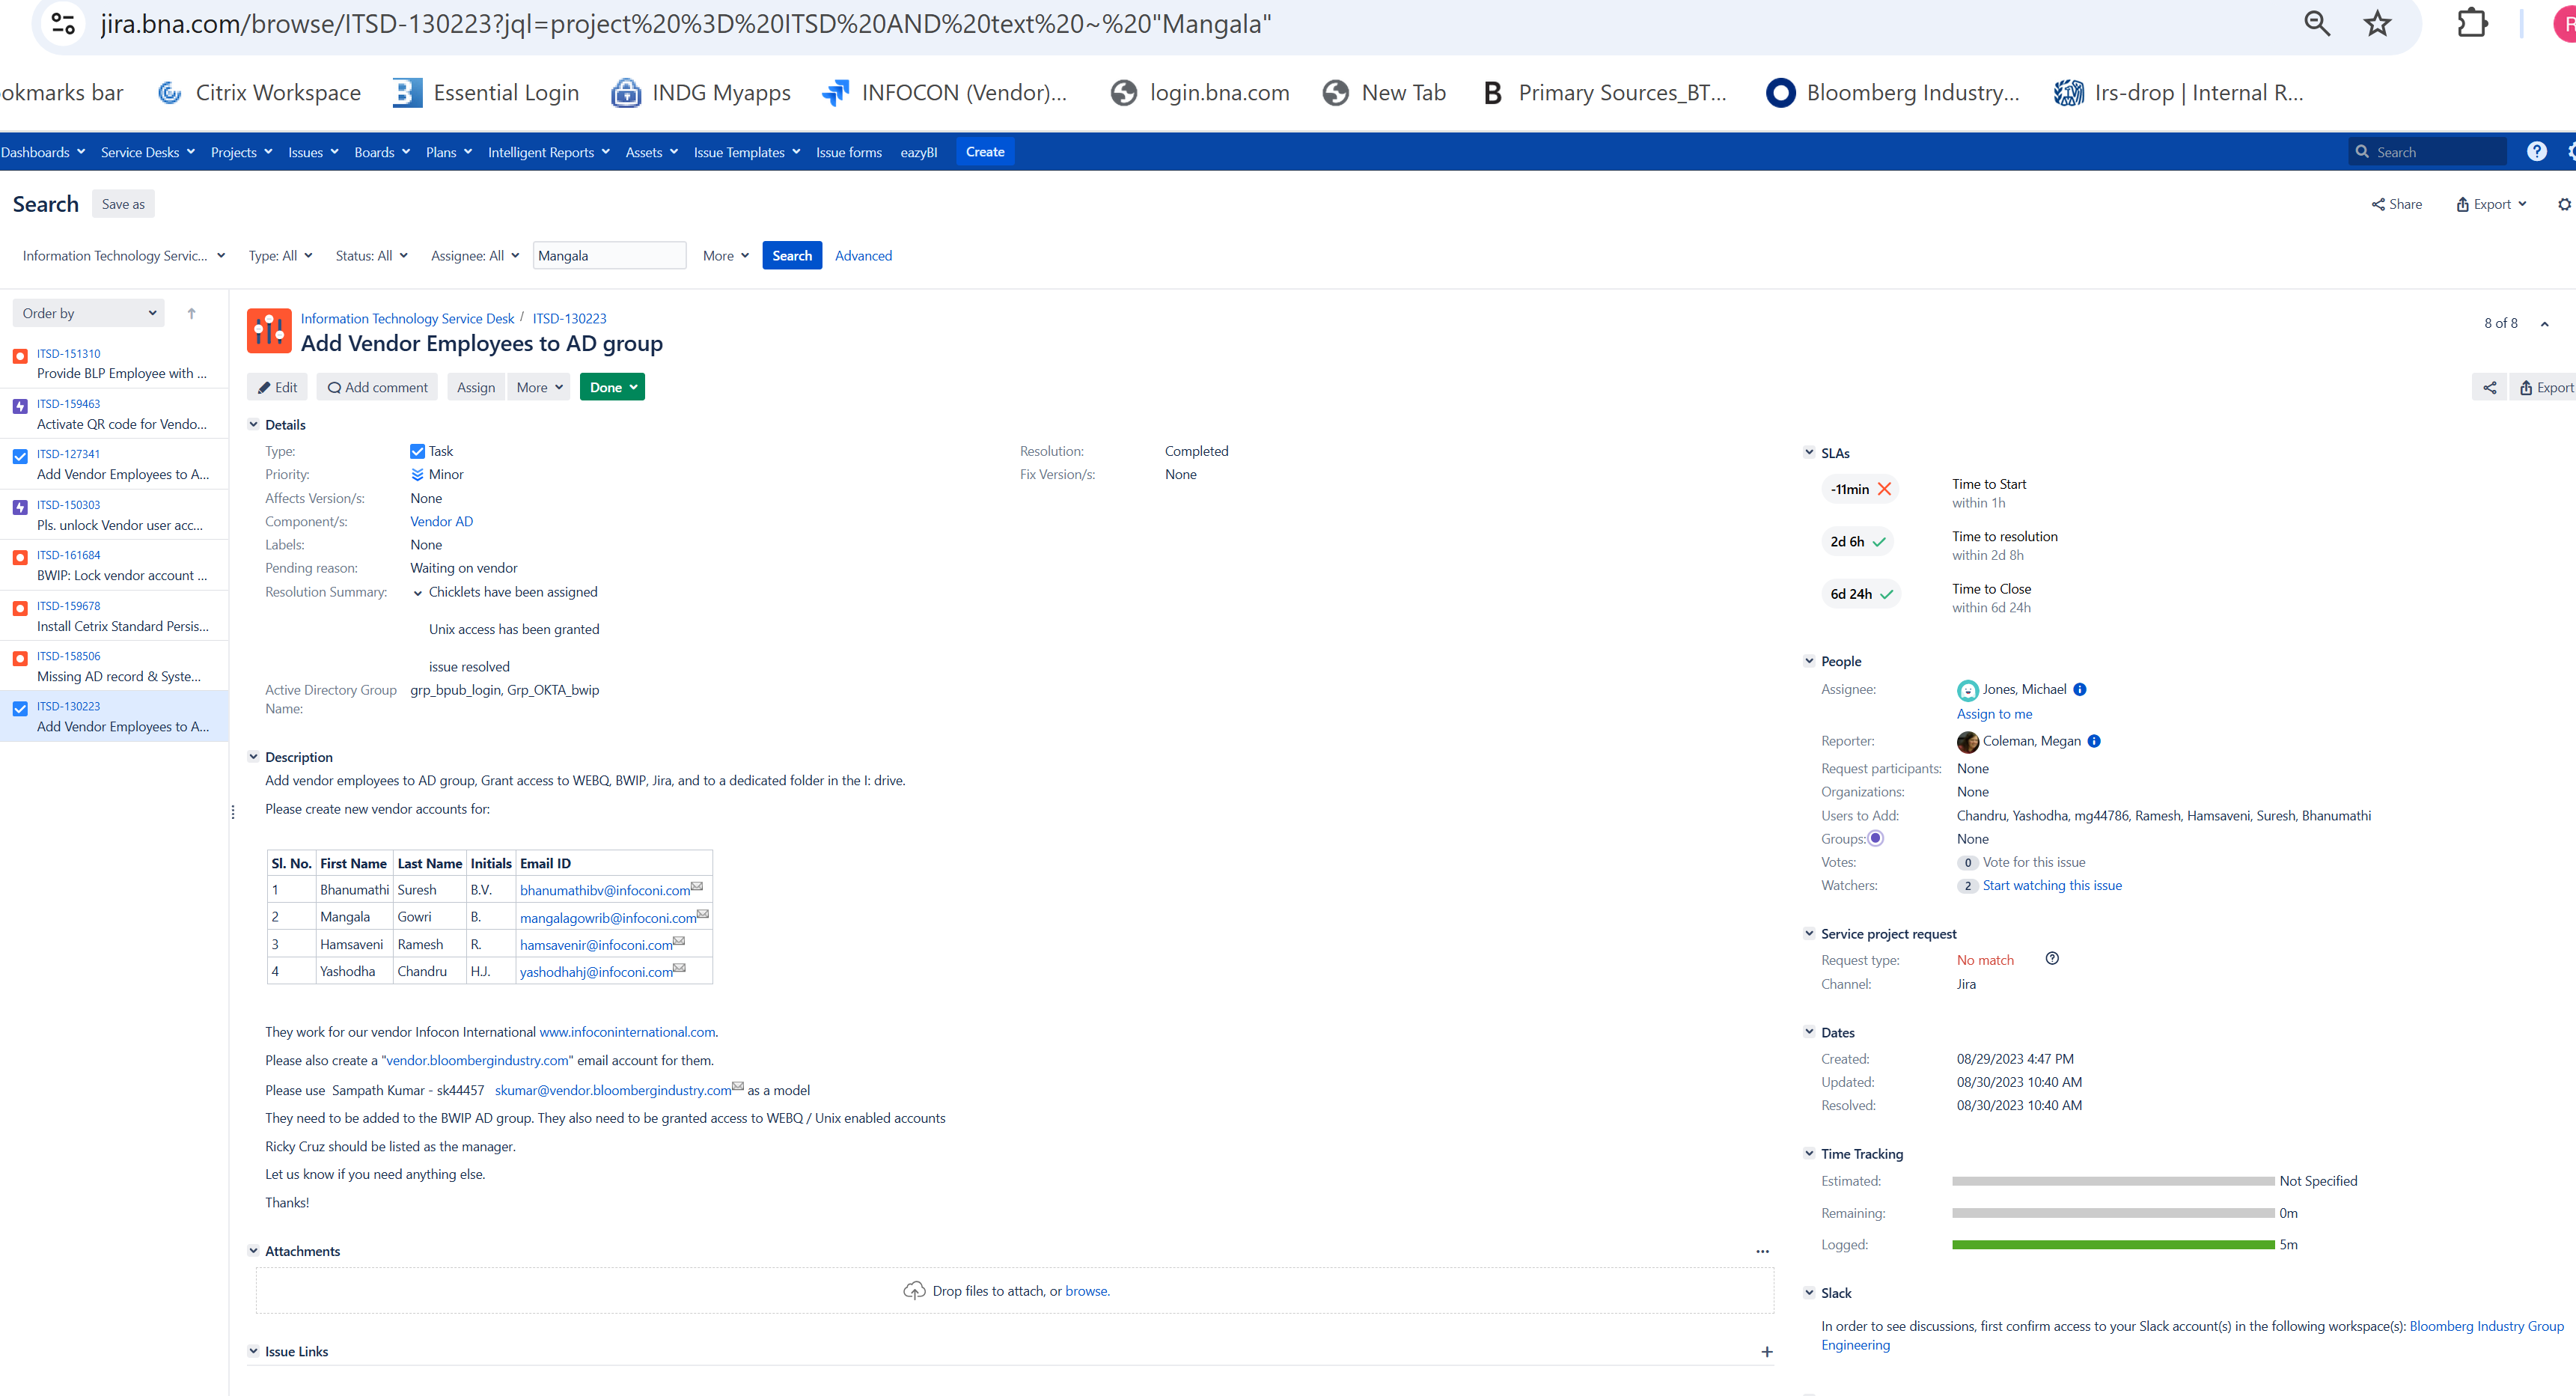 jira.bna.com/browse/ITSD-130223?jql=project%20%3D%20ITSD%20AND%20text%20~%20"Mangala"
bookmarks bar Citrix Workspace Essential Login INDG Myapps INFOCON (Vendor)... login.bna.com New Tab Primary Sources_BT... Bloomberg Industry... Irs-drop | Internal R...
Dashboards Service Desks Projects Issues Boards Plans Intelligent Reports Assets Issue Templates Issue forms eazyBI Create Search
Search Save as Share Export
Information Technology Servic... Type: All Status: All Assignee: All Mangala More Search Advanced
Order by
ITSD-151310
Provide BLP Employee with ...
ITSD-159463
Activate QR code for Vendo...
ITSD-127341
Add Vendor Employees to A...
ITSD-150303
Pls. unlock Vendor user acc...
ITSD-161684
BWIP: Lock vendor account ...
ITSD-159678
Install Cetrix Standard Persis...
ITSD-158506
Missing AD record & Syste...
ITSD-130223
Add Vendor Employees to A...
Information Technology Service Desk / ITSD-130223
Add Vendor Employees to AD group
8 of 8
Edit Add comment Assign More Done Export
Details
Type: Task
Priority: Minor
Affects Version/s: None
Component/s: Vendor AD
Labels: None
Pending reason: Waiting on vendor
Resolution Summary: Chicklets have been assigned
Unix access has been granted
issue resolved
Active Directory Group Name: grp_bpub_login, Grp_OKTA_bwip
Resolution: Completed
Fix Version/s: None
Description
Add vendor employees to AD group, Grant access to WEBQ, BWIP, Jira, and to a dedicated folder in the I: drive.
Please create new vendor accounts for:
Sl. No. First Name Last Name Initials Email ID
1 Bhanumathi Suresh B.V. bhanumathibv@infoconi.com
2 Mangala Gowri B. mangalagowrib@infoconi.com
3 Hamsaveni Ramesh R. hamsavenir@infoconi.com
4 Yashodha Chandru H.J. yashodhahj@infoconi.com
They work for our vendor Infocon International www.infoconinternational.com.
Please also create a "vendor.bloombergindustry.com" email account for them.
Please use Sampath Kumar - sk44457 skumar@vendor.bloombergindustry.com as a model
They need to be added to the BWIP AD group. They also need to be granted access to WEBQ / Unix enabled accounts
Ricky Cruz should be listed as the manager.
Let us know if you need anything else.
Thanks!
Attachments
Drop files to attach, or browse.
Issue Links
SLAs
-11min Time to Start
within 1h
2d 6h Time to resolution
within 2d 8h
6d 24h Time to Close
within 6d 24h
People
Assignee: Jones, Michael
Assign to me
Reporter: Coleman, Megan
Request participants: None
Organizations: None
Users to Add: Chandru, Yashodha, mg44786, Ramesh, Hamsaveni, Suresh, Bhanumathi
Groups: None
Votes: 0 Vote for this issue
Watchers: 2 Start watching this issue
Service project request
Request type: No match
Channel: Jira
Dates
Created: 08/29/2023 4:47 PM
Updated: 08/30/2023 10:40 AM
Resolved: 08/30/2023 10:40 AM
Time Tracking
Estimated: Not Specified
Remaining: 0m
Logged: 5m
Slack
In order to see discussions, first confirm access to your Slack account(s) in the following workspace(s): Bloomberg Industry Group
Engineering